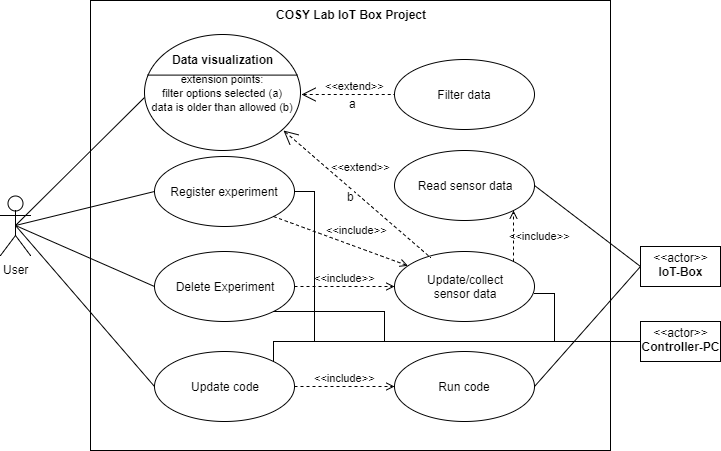 COSY Lab IoT Box Project
Data visualization
extension points:
filter options selected (a)
data is older than allowed (b)
<<extend>>
a
Filter data
<<extend>>
b
Read sensor data
Register experiment
<<include>>
<<include>>
User
Delete Experiment
<<include>>
Update/collect
sensor data
<<actor>>
IoT-Box
<<actor>>
Controller-PC
Update code
<<include>>
Run code